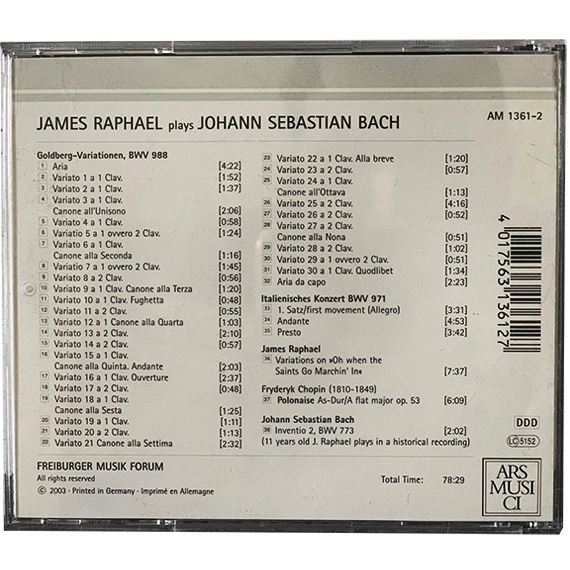 JAMES RAPHAEL plays JOHANN SEBASTIAN BACH
AM 1361-2
Goldberg-Variationen, BWV 988
1 Aria [4:22]
2 Variato 1 a 1 Clav. [1:52]
3 Variato 2 a 1 Clav. [1:37]
4 Variato 3 a 1 Clav.
Canone all'Unisono [2:06]
5 Variato 4 a 1 Clav. [0:58]
6 Variatio 5 a 1 ovvero 2 Clav. [1:24]
7 Variato 6 a 1 Clav.
Canone alla Seconda [1:16]
8 Variatio 7 a 1 ovvero 2 Clav. [1:45]
9 Variato 8 a 2 Clav. [0:56]
10 Variato 9 a 1 Clav. Canone alla Terza [1:20]
11 Variato 10 a 1 Clav. Fughetta [0:48]
12 Variato 11 a 2 Clav. [0:55]
13 Variato 12 a 1 Canone alla Quarta [1:03]
14 Variato 13 a 2 Clav. [2:10]
15 Variato 14 a 2 Clav. [0:57]
16 Variato 15 a 1 Clav.
Canone alla Quinta. Andante [2:03]
17 Variato 16 a 1 Clav. Ouverture [2:37]
18 Variato 17 a 2 Clav. [0:48]
19 Variato 18 a 1 Clav.
Canone alla Sesta [1:25]
20 Variato 19 a 1 Clav. [1:11]
21 Variato 20 a 2 Clav. [1:13]
22 Variato 21 Canone alla Settima [2:32]
23 Variato 22 a 1 Clav. Alla breve [1:20]
24 Variato 23 a 2 Clav. [0:57]
25 Variato 24 a 1 Clav.
Canone all'Ottava [1:13]
26 Variato 25 a 2 Clav. [4:16]
27 Variato 26 a 2 Clav. [0:52]
28 Variato 27 a 2 Clav.
Canone alla Nona [0:51]
29 Variato 28 a 2 Clav. [1:02]
30 Variato 29 a 1 ovvero 2 Clav. [0:51]
31 Variato 30 a 1 Clav. Quodlibet [1:34]
32 Aria da capo [2:23]
Italienisches Konzert BWV 971
33 1. Satz/first movement (Allegro) [3:31]
34 Andante [4:53]
35 Presto [3:42]
James Raphael
36 Variations on »Oh when the
Saints Go Marchin' In« [7:37]
Fryderyk Chopin (1810-1849)
37 Polonaise As-Dur/A flat major op. 53 [6:09]
Johann Sebastian Bach
38 Inventio 2, BWV 773 [2:02]
(11 years old J. Raphael plays in a historical recording)
4 017563 136127
DDD
LC 5152
FREIBURGER MUSIK FORUM
All rights reserved
© 2003 · Printed in Germany · Imprimé en Allemagne
Total Time: 78:29
ARS
MUSI
CI